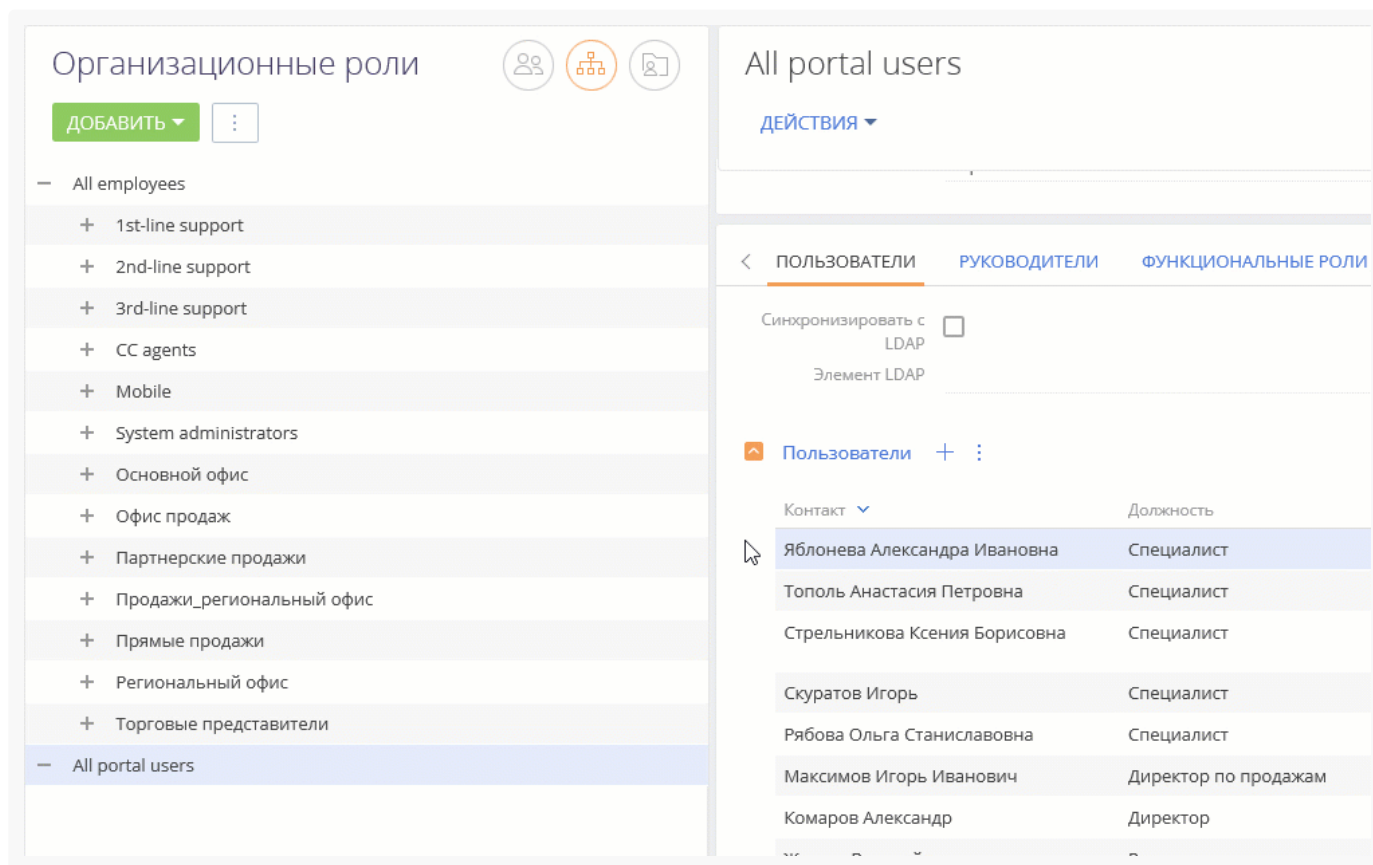 Организационные роли
ДОБАВИТЬ
All employees
1st-line support
2nd-line support
3rd-line support
CC agents
Mobile
System administrators
Основной офис
Офис продаж
Партнерские продажи
Продажи_региональный офис
Прямые продажи
Региональный офис
Торговые представители
All portal users
All portal users
ДЕЙСТВИЯ
ПОЛЬЗОВАТЕЛИ РУКОВОДИТЕЛИ ФУНКЦИОНАЛЬНЫЕ РОЛИ
Синхронизировать с
LDAP
Элемент LDAP
Пользователи
Контакт Должность
Яблонева Александра Ивановна Специалист
Тополь Анастасия Петровна Специалист
Стрельникова Ксения Борисовна Специалист
Скуратов Игорь Специалист
Рябова Ольга Станиславовна Специалист
Максимов Игорь Иванович Директор по продажам
Комаров Александр Директор